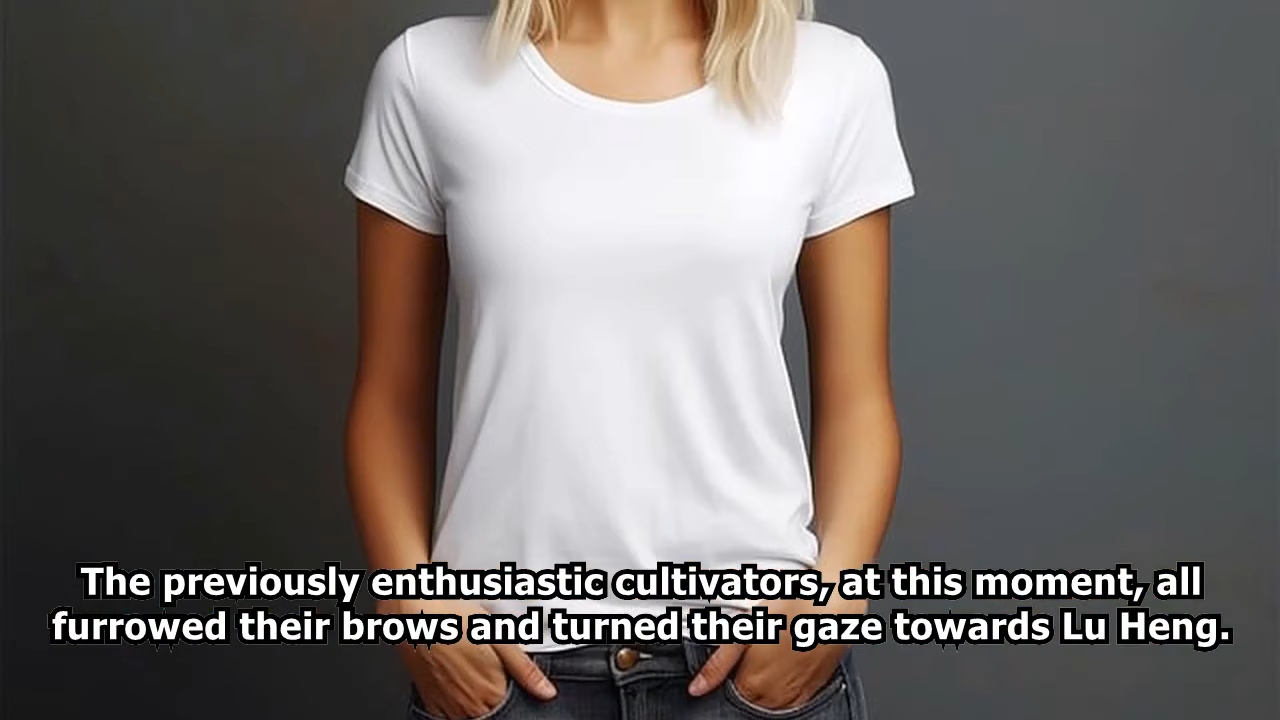 The previously enthusiastic cultivators, at this moment, all
furrowed their brows and turned their gaze towards Lu Heng.